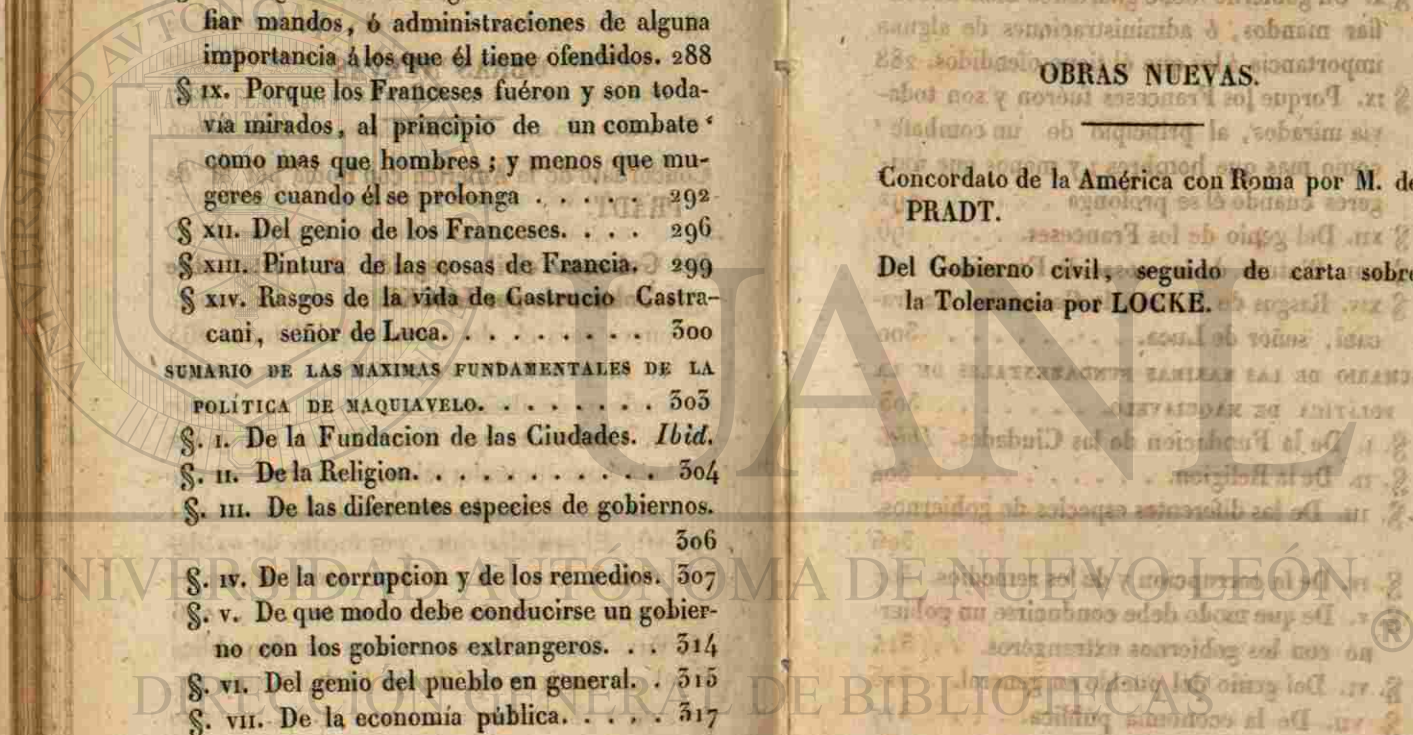 fiar mandos, ó administraciones de alguna
importancia á los que él tiene ofendidos. 288
§ IX. Porque los Franceses fuéron y son toda-
via mirados, al principio de un combate
como mas que hombres ; y menos que mu-
geres cuando él se prolonga . . . . . 292
§ XII. Del genio de los Franceses. . . . 296
§ XIII. Pintura de las cosas de Francia. 299
§ XIV. Rasgos de la vida de Castrucio Castra-
cani, señor de Luca. . . . . . . . . 300
SUMARIO DE LAS MAXIMAS FUNDAMENTALES DE LA
POLÍTICA DE MAQUIAVELO. . . . . . . . 303
§. I. De la Fundacion de las Ciudades. Ibid.
§. II. De la Religion. . . . . . . . . . . 304
§. III. De las diferentes especies de gobiernos.
306
§. IV. De la corrupcion y de los remedios. 307
§. V. De que modo debe conducirse un gobier-
no con los gobiernos extrangeros. . . 314
§. VI. Del genio del pueblo en general. . 315
§. VII. De la economía pública. . . . . 317
OBRAS NUEVAS.
Concordato de la América con Roma por M. de
PRADT.
Del Gobierno civil, seguido de carta sobre
la Tolerancia por LOCKE.
UANL
UNIVERSIDAD AUTÓNOMA DE NUEVO LEÓN
®
DIRECCIÓN GENERAL DE BIBLIOTECAS